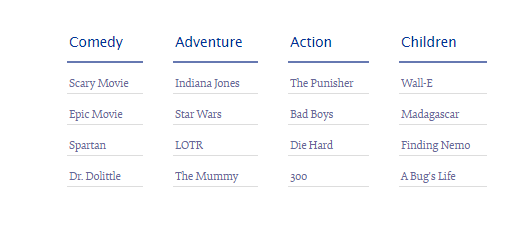 Comedy Adventure Action Children
Scary Movie Indiana Jones The Punisher Wall-E
Epic Movie Star Wars Bad Boys Madagascar
Spartan LOTR Die Hard Finding Nemo
Dr. Dolittle The Mummy 300 A Bug's Life